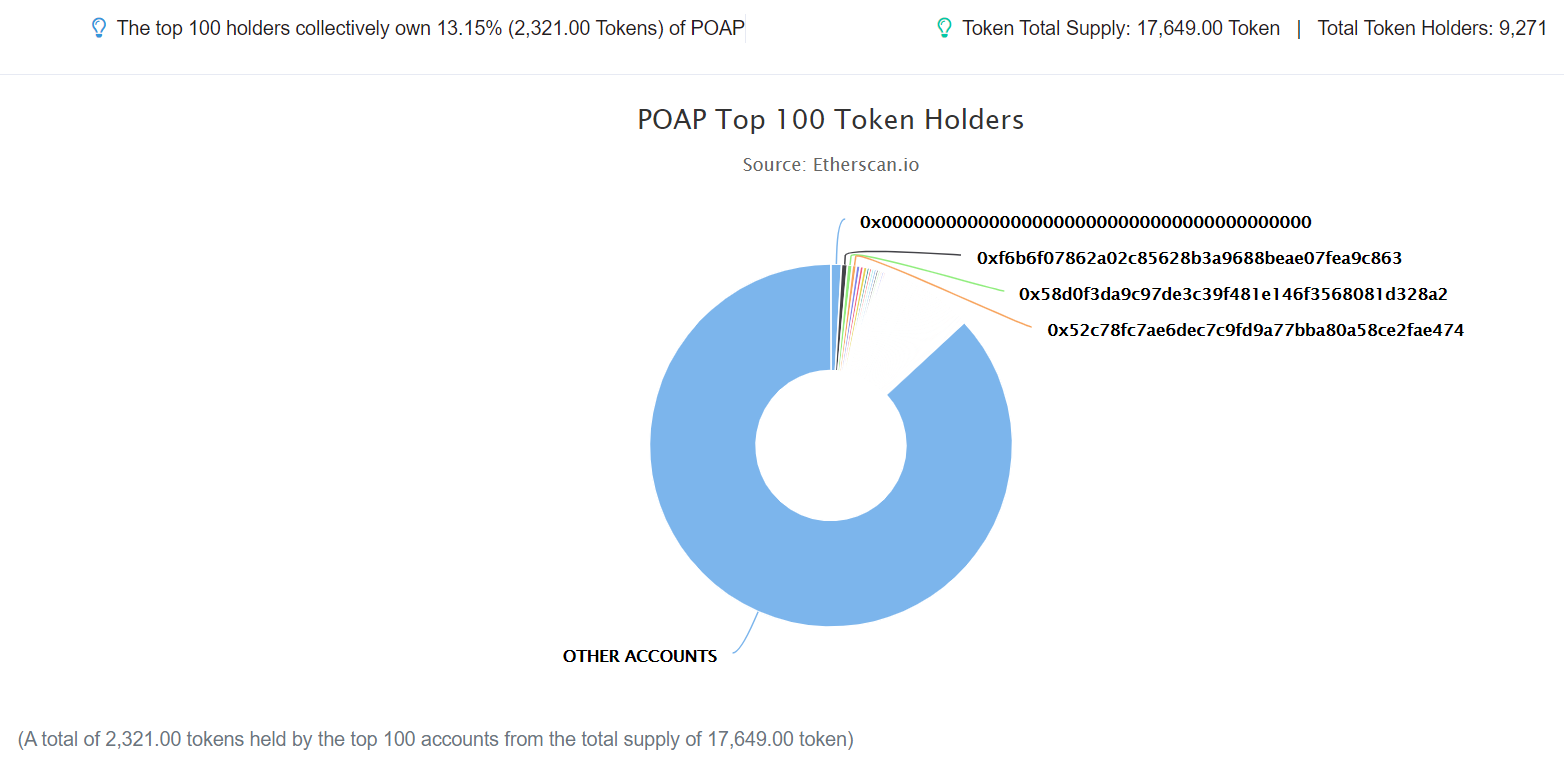 The top 100 holders collectively own 13.15% (2,321.00 Tokens) of POAP
Token Total Supply: 17,649.00 Token | Total Token Holders: 9,271
POAP Top 100 Token Holders
Source: Etherscan.io
0x0000000000000000000000000000000000000000
0xf6b6f07862a02c85628b3a9688beae07fea9c863
0x58d0f3da9c97de3c39f481e146f3568081d328a2
0x52c78fc7ae6dec7c9fd9a77bba80a58ce2fae474
OTHER ACCOUNTS
(A total of 2,321.00 tokens held by the top 100 accounts from the total supply of 17,649.00 token)